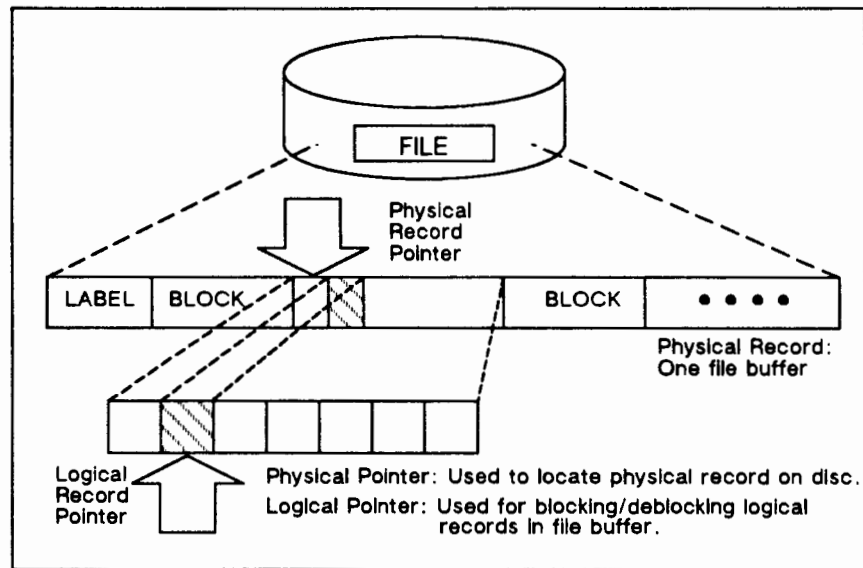 FILE
Physical
Record
Pointer
LABEL
BLOCK
BLOCK
Physical Record:
One file buffer
Logical
Record
Pointer
Physical Pointer: Used to locate physical record on disc.
Logical Pointer: Used for blocking/deblocking logical
records in file buffer.